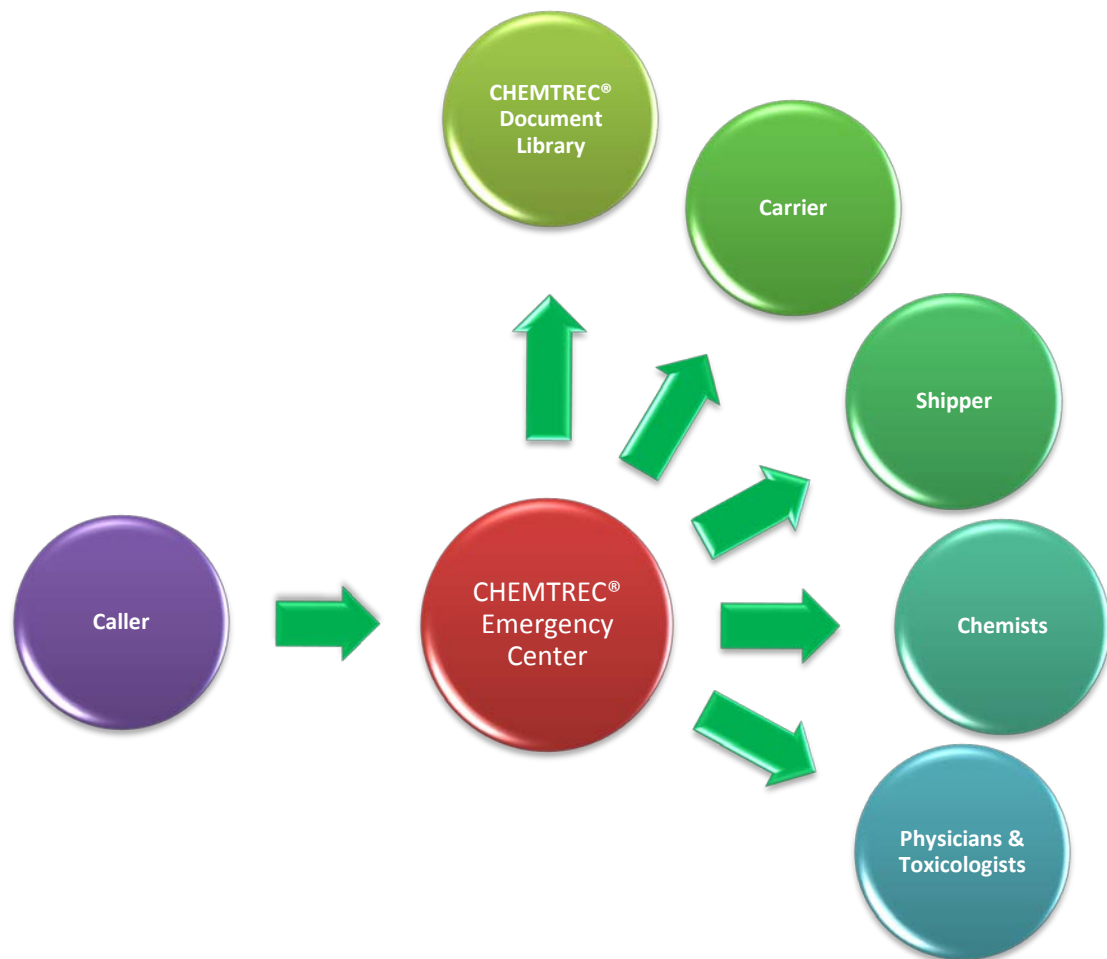 CHEMTREC®
Document
Library
Carrier
Shipper
Caller
CHEMTREC®
Emergency
Center
Chemists
Physicians &
Toxicologists